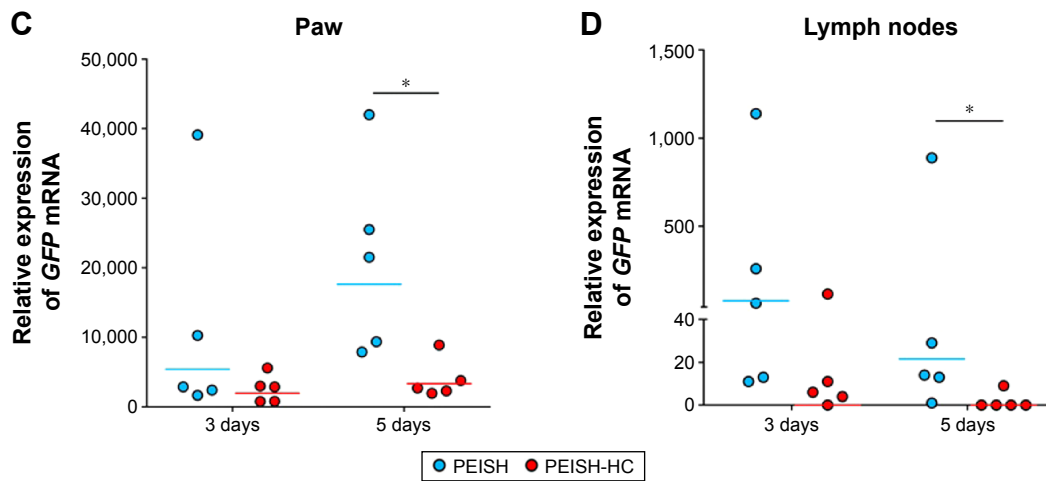 C
Paw
Relative expression
of GFP mRNA
50,000
40,000
30,000
20,000
10,000
0
*
3 days
5 days
D
Lymph nodes
Relative expression
of GFP mRNA
1,500
1,000
500
40
20
0
*
3 days
5 days
PEISH PEISH-HC